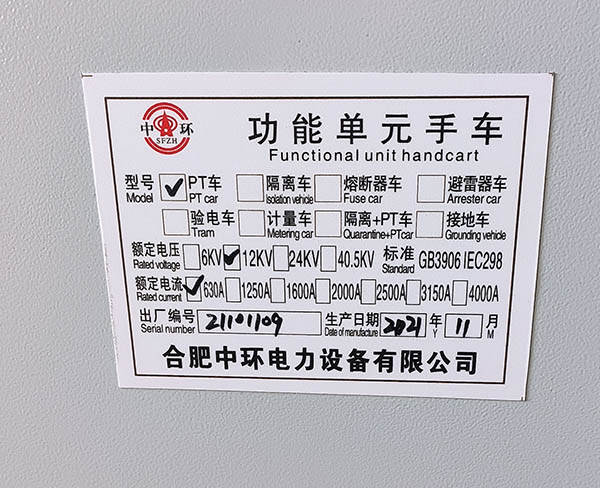 中 环
SFZH
功能单元手车
Functional unit handcart
型号 ✓ PT车 □ 隔离车 □ 熔断器车 □ 避雷器车
Model PT car Isolation vehicle Fuse car Arrester car
□ 验电车 □ 计量车 □ 隔离+PT车 □ 接地车
Tram Metering car Quarantine+PTcar Grounding vehicle
额定电压 □ 6KV ✓ 12KV □ 24KV □ 40.5KV 标准 GB3906 IEC298
Rated voltage Standard
额定电流 ✓ 630A □ 1250A □ 1600A □ 2000A □ 2500A □ 3150A □ 4000A
Rated current
出厂编号 21101109 生产日期 2021 年 11 月
Serial number Date of manufacture Y M
合肥中环电力设备有限公司